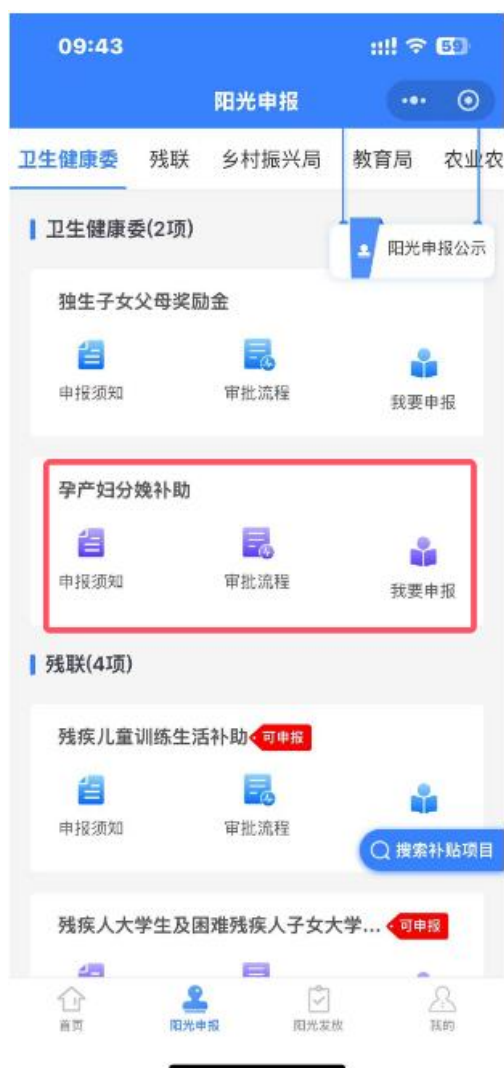 09:43
59
阳光申报
卫生健康委 残联 乡村振兴局 教育局 农业农
卫生健康委(2项)
阳光申报公示
独生子女父母奖励金
申报须知 审批流程 我要申报
孕产妇分娩补助
申报须知 审批流程 我要申报
残联(4项)
残疾儿童训练生活补助 可申报
申报须知 审批流程
搜索补贴项目
残疾人大学生及困难残疾人子女大学... 可申报
首页 阳光申报 阳光发放 我的